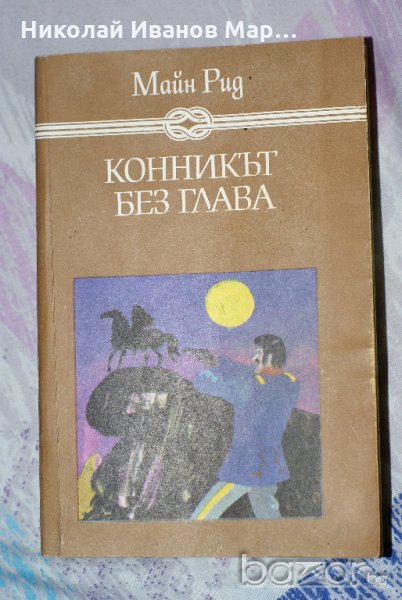 Николай Иванов Мар...
Майн Рид
КОННИКЪТ
БЕЗ ГЛАВА
bazar.bg